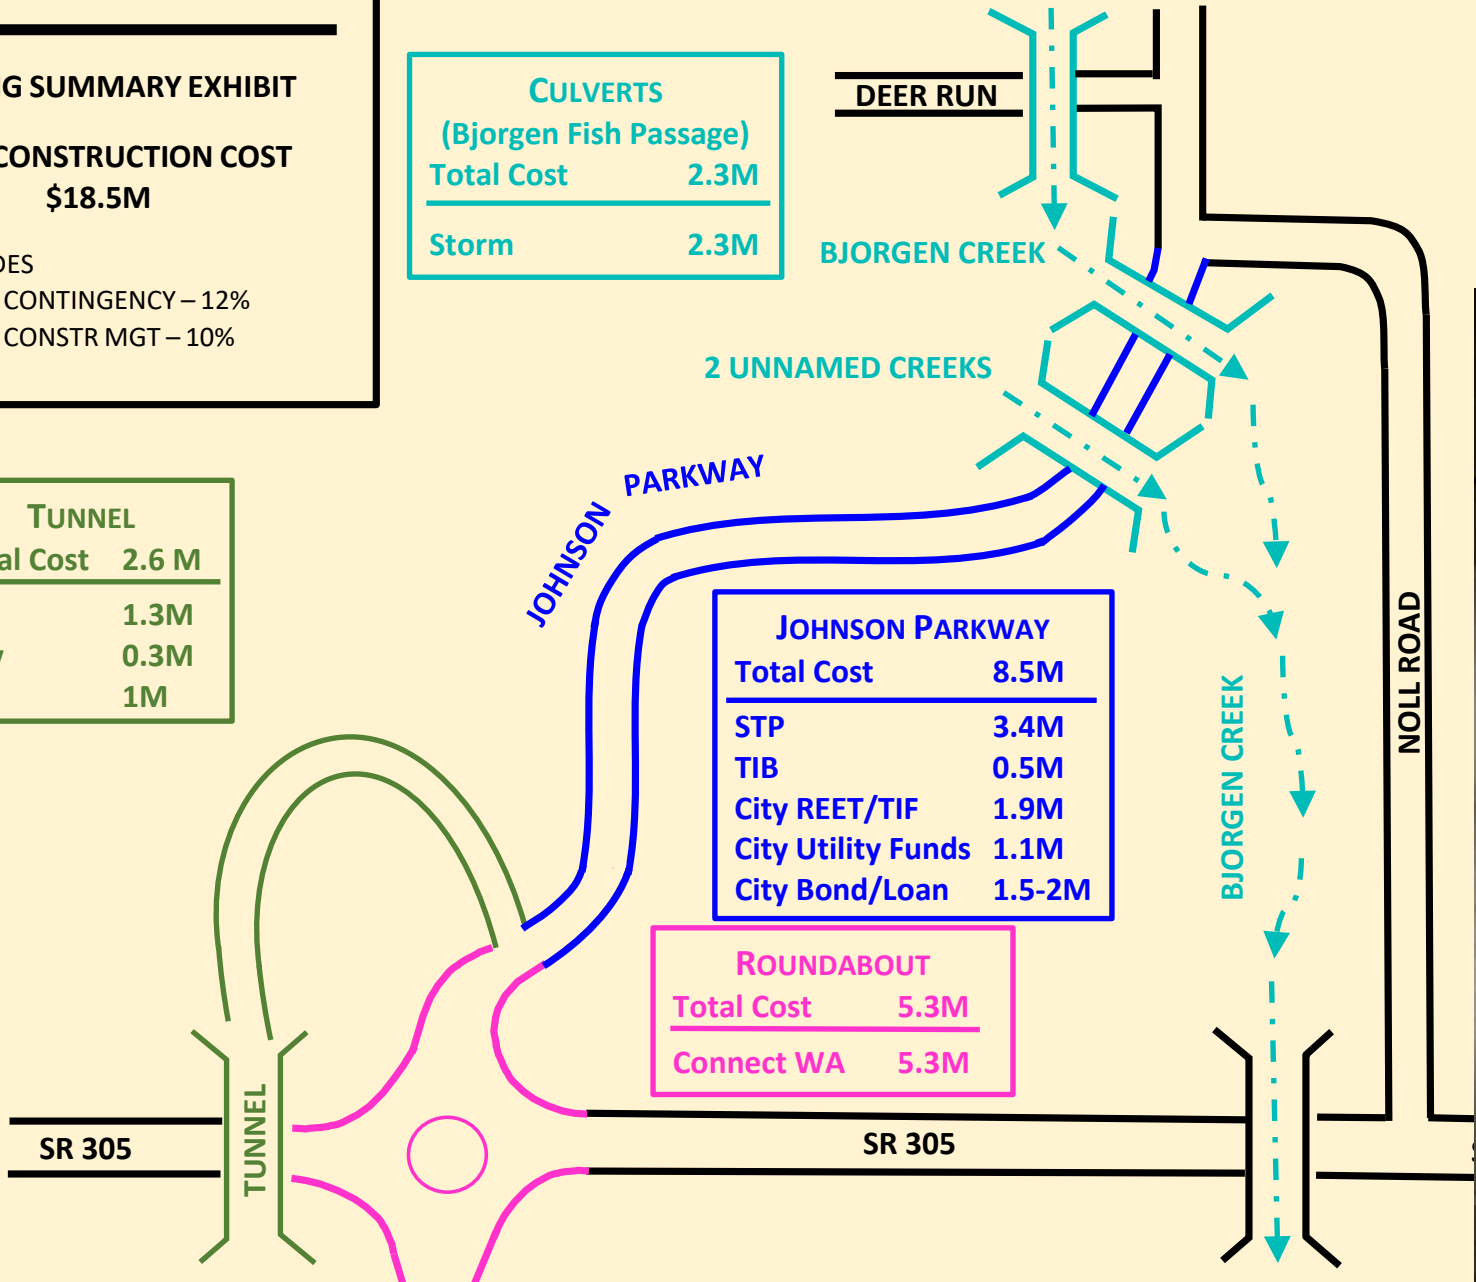 G SUMMARY EXHIBIT
CONSTRUCTION COST
$18.5M
DES
CONTINGENCY – 12%
CONSTR MGT – 10%
CULVERTS
(Bjorgen Fish Passage)
Total Cost 2.3M
Storm 2.3M
DEER RUN
BJORGEN CREEK
2 UNNAMED CREEKS
JOHNSON PARKWAY
TUNNEL
al Cost 2.6 M
1.3M
y 0.3M
1M
JOHNSON PARKWAY
Total Cost 8.5M
STP 3.4M
TIB 0.5M
City REET/TIF 1.9M
City Utility Funds 1.1M
City Bond/Loan 1.5-2M
NOLL ROAD
BJORGEN CREEK
ROUNDABOUT
Total Cost 5.3M
Connect WA 5.3M
SR 305
TUNNEL
SR 305